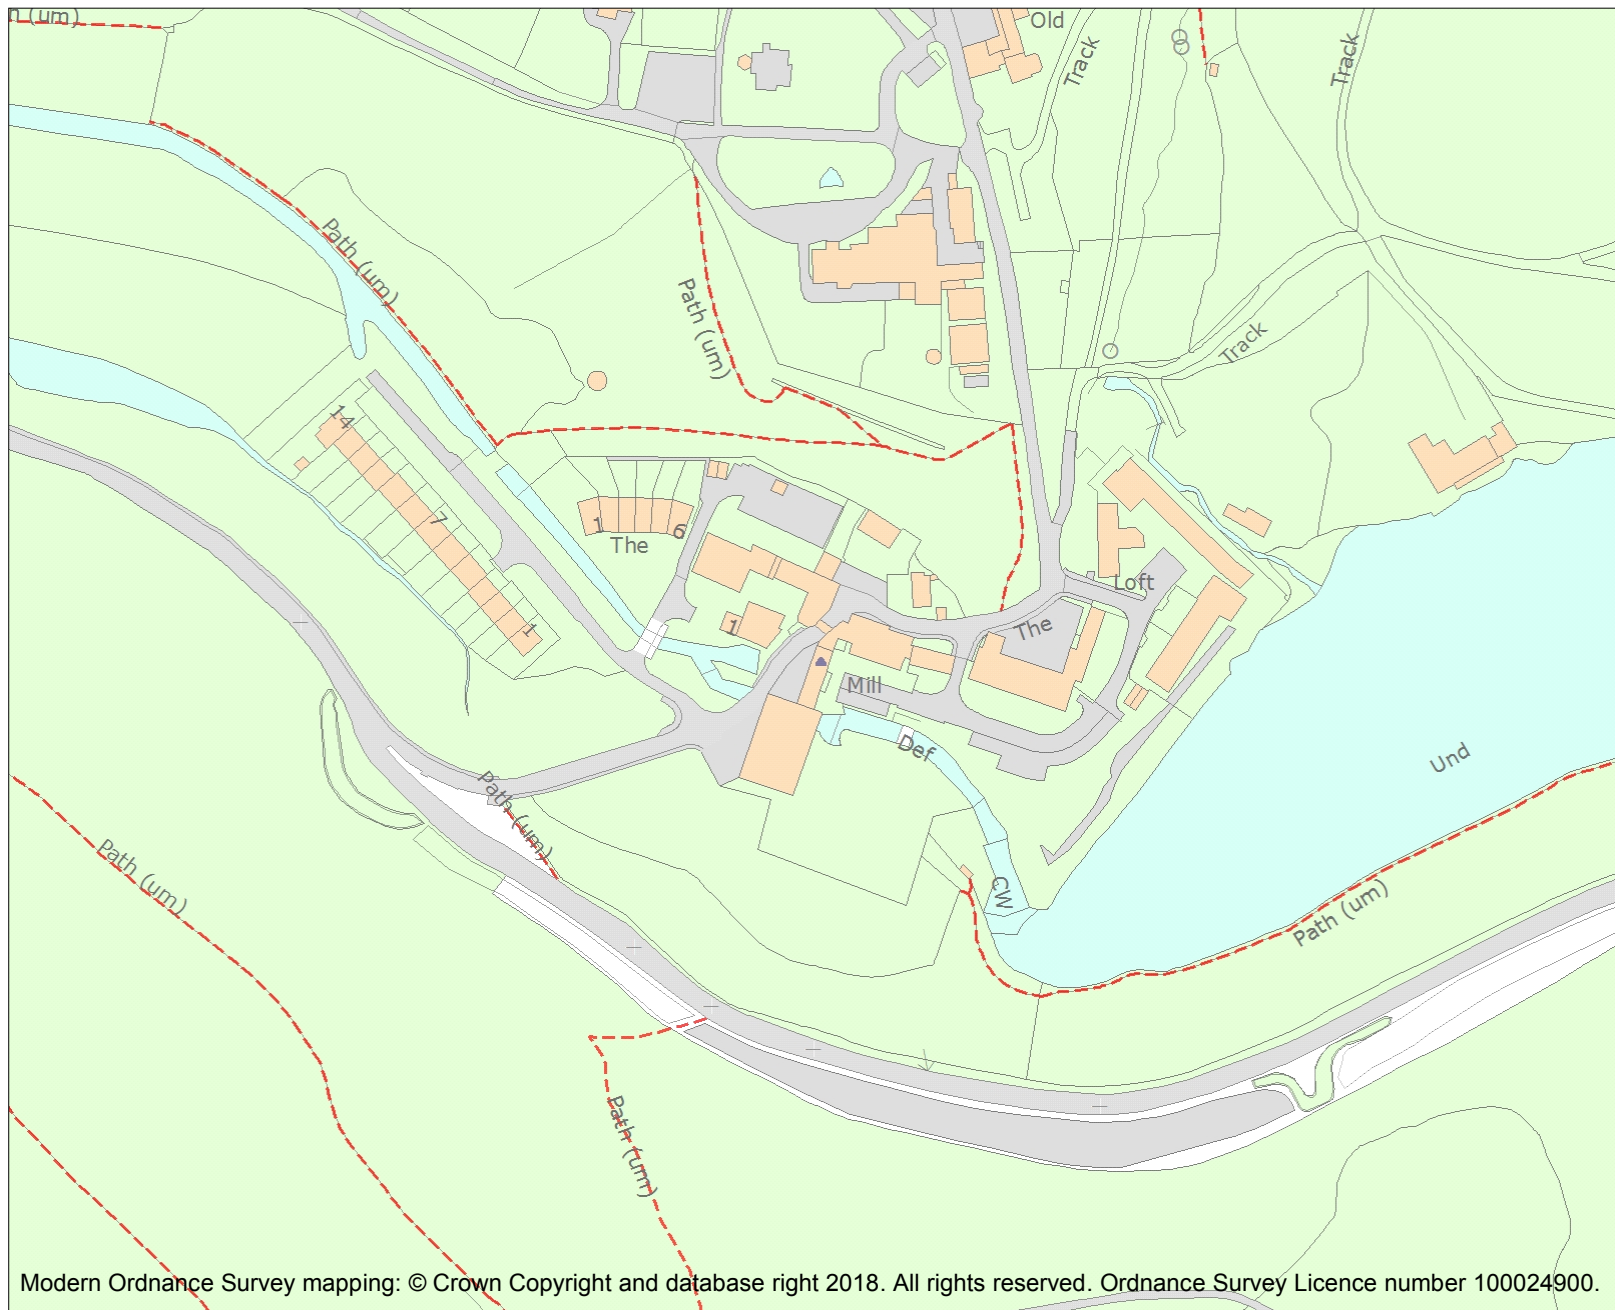 n (um)
Old
Track
Track
Path (um)
Path (um)
Track
14
7
1
1
6
The
Loft
The
1
Mill
Def
Und
Path (um)
Path (um)
CW
Path (um)
Path (um)
Modern Ordnance Survey mapping: © Crown Copyright and database right 2018. All rights reserved. Ordnance Survey Licence number 100024900.